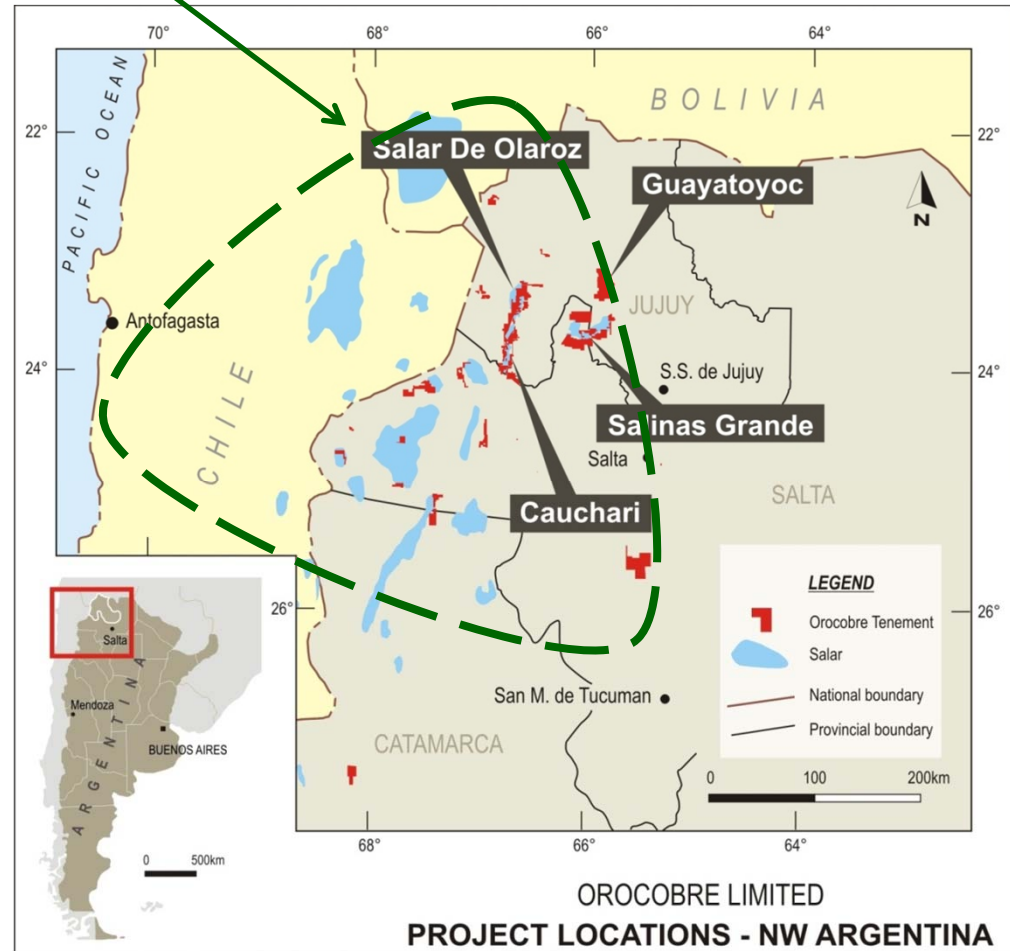 70°
68°
66°
64°
PACIFIC OCEAN
BOLIVIA
22°
22°
Salar De Olaroz
Guayatoyoc
N
JUJUY
Antofagasta
24°
24°
S.S. de Jujuy
CHILE
Salinas Grande
Salta
SALTA
Cauchari
LEGEND
26°
26°
Orocobre Tenement
Salar
San M. de Tucuman
National boundary
Provincial boundary
CATAMARCA
0 100 200km
68°
66°
64°
Salta
Mendoza
BUENOS AIRES
ARGENTINA
0 500km
OROCOBRE LIMITED
PROJECT LOCATIONS - NW ARGENTINA